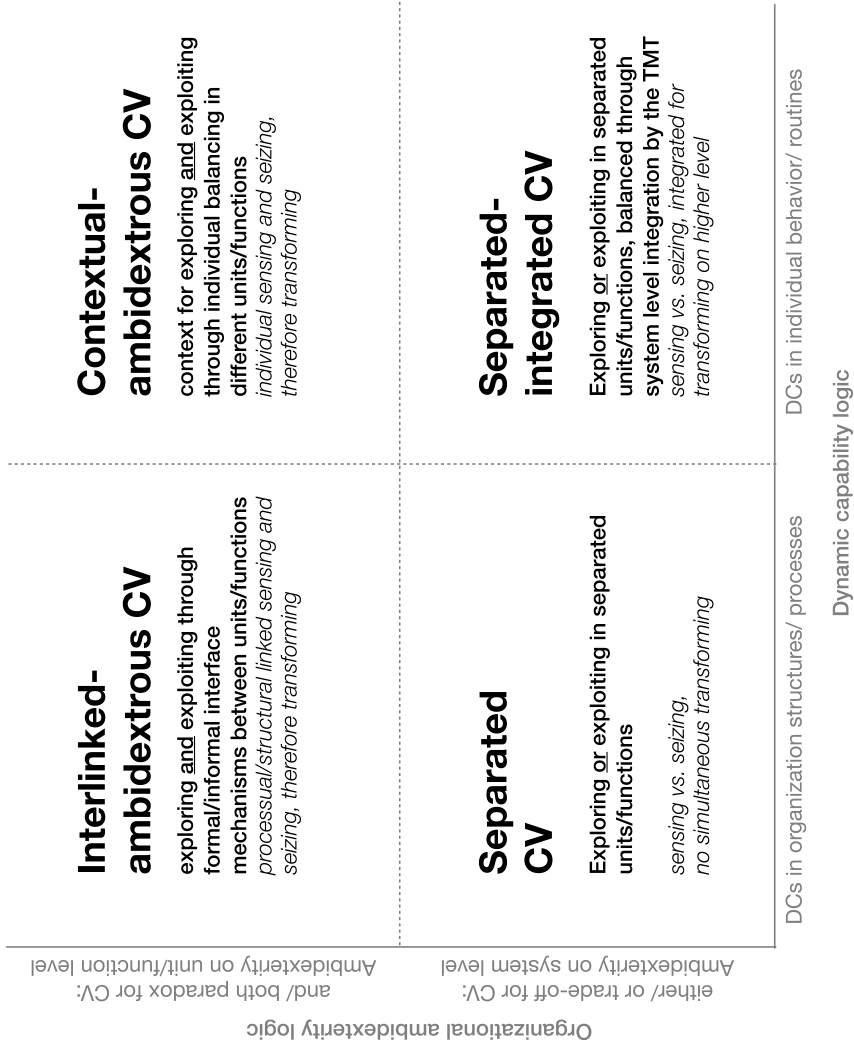 Organizational ambidexterity logic
and/ both paradox for CV:
Ambidexterity on unit/function level
either/ or trade-off for CV:
Ambidexterity on system level
Interlinked-
ambidextrous CV
exploring and exploiting through
formal/informal interface
mechanisms between units/functions
processual/structural linked sensing and
seizing, therefore transforming
Contextual-
ambidextrous CV
context for exploring and exploiting
through individual balancing in
different units/functions
individual sensing and seizing,
therefore transforming
Separated
CV
Exploring or exploiting in separated
units/functions
sensing vs. seizing,
no simultaneous transforming
Separated-
integrated CV
Exploring or exploiting in separated
units/functions, balanced through
system level integration by the TMT
sensing vs. seizing, integrated for
transforming on higher level
DCs in organization structures/ processes
DCs in individual behavior/ routines
Dynamic capability logic